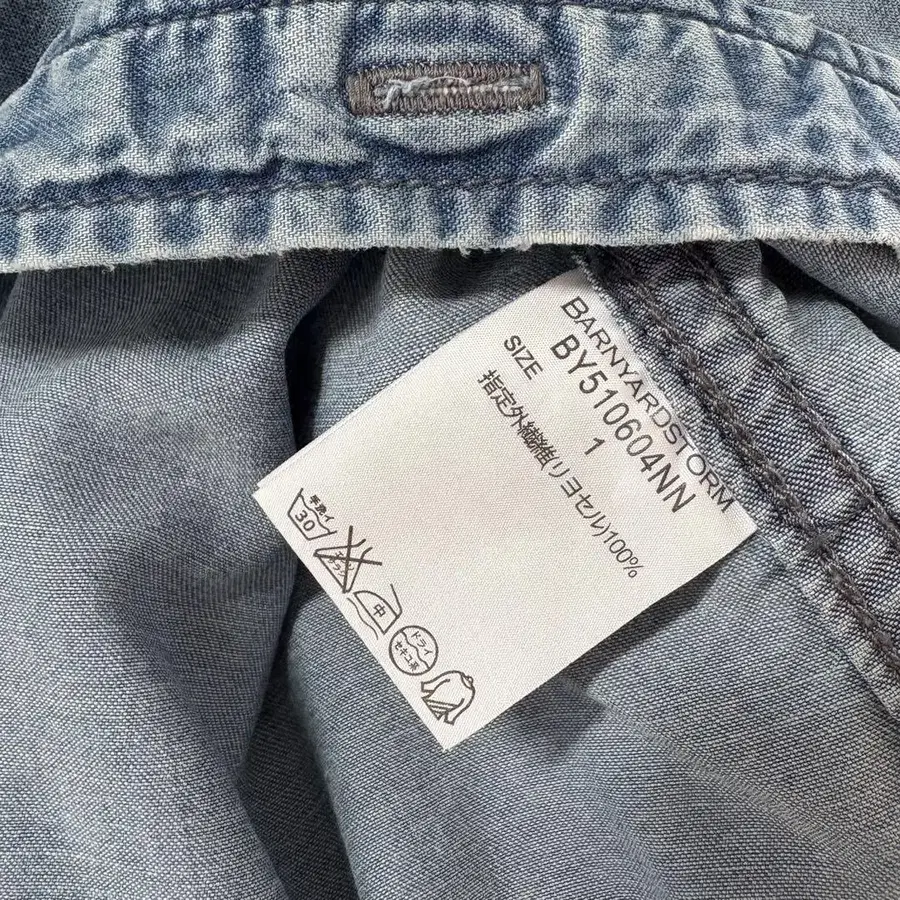 BARNYARDSTORM
BY510604NN
SIZE 1
指定外繊維(リヨセル)100%
手洗イ
30
中
ドライ
セキユ系